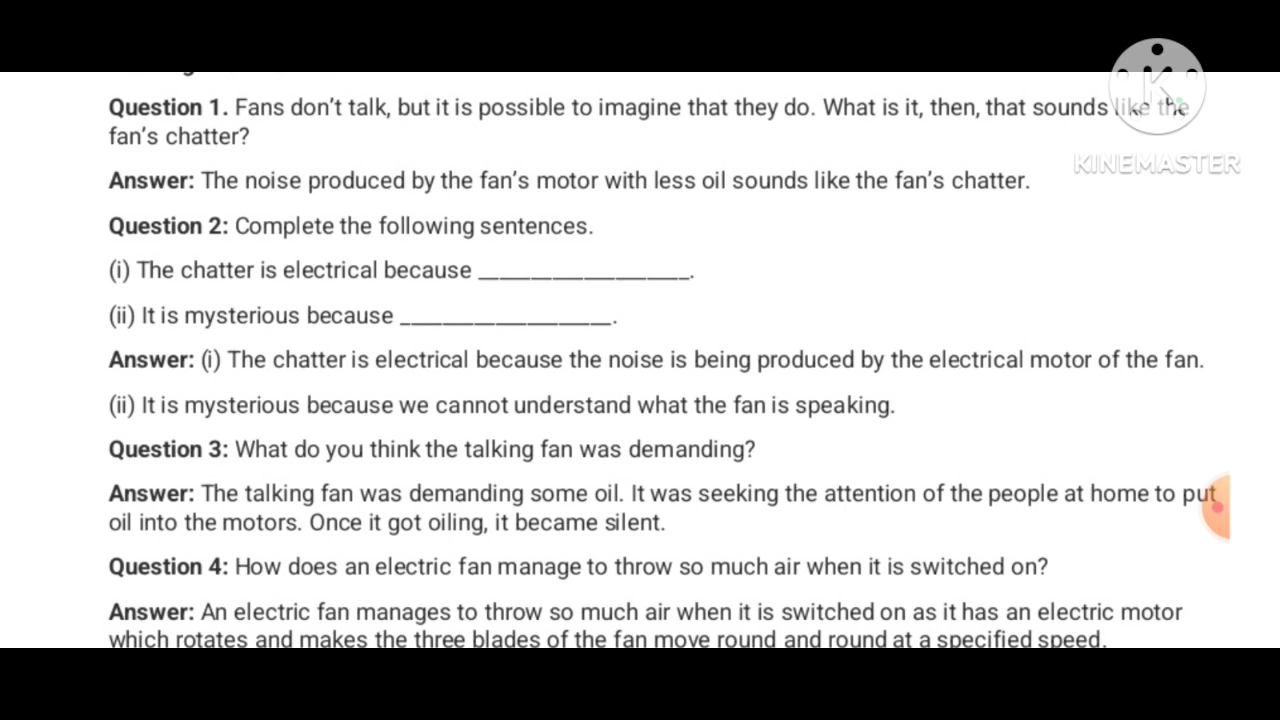 Question 1. Fans don't talk, but it is possible to imagine that they do. What is it, then, that sounds like the
fan's chatter?
Answer: The noise produced by the fan's motor with less oil sounds like the fan's chatter.
Question 2: Complete the following sentences.
(i) The chatter is electrical because ___________________.
(ii) It is mysterious because ___________________.
Answer: (i) The chatter is electrical because the noise is being produced by the electrical motor of the fan.
(ii) It is mysterious because we cannot understand what the fan is speaking.
Question 3: What do you think the talking fan was demanding?
Answer: The talking fan was demanding some oil. It was seeking the attention of the people at home to put
oil into the motors. Once it got oiling, it became silent.
Question 4: How does an electric fan manage to throw so much air when it is switched on?
Answer: An electric fan manages to throw so much air when it is switched on as it has an electric motor
which rotates and makes the three blades of the fan move round and round at a specified speed.
K
KINEMASTER